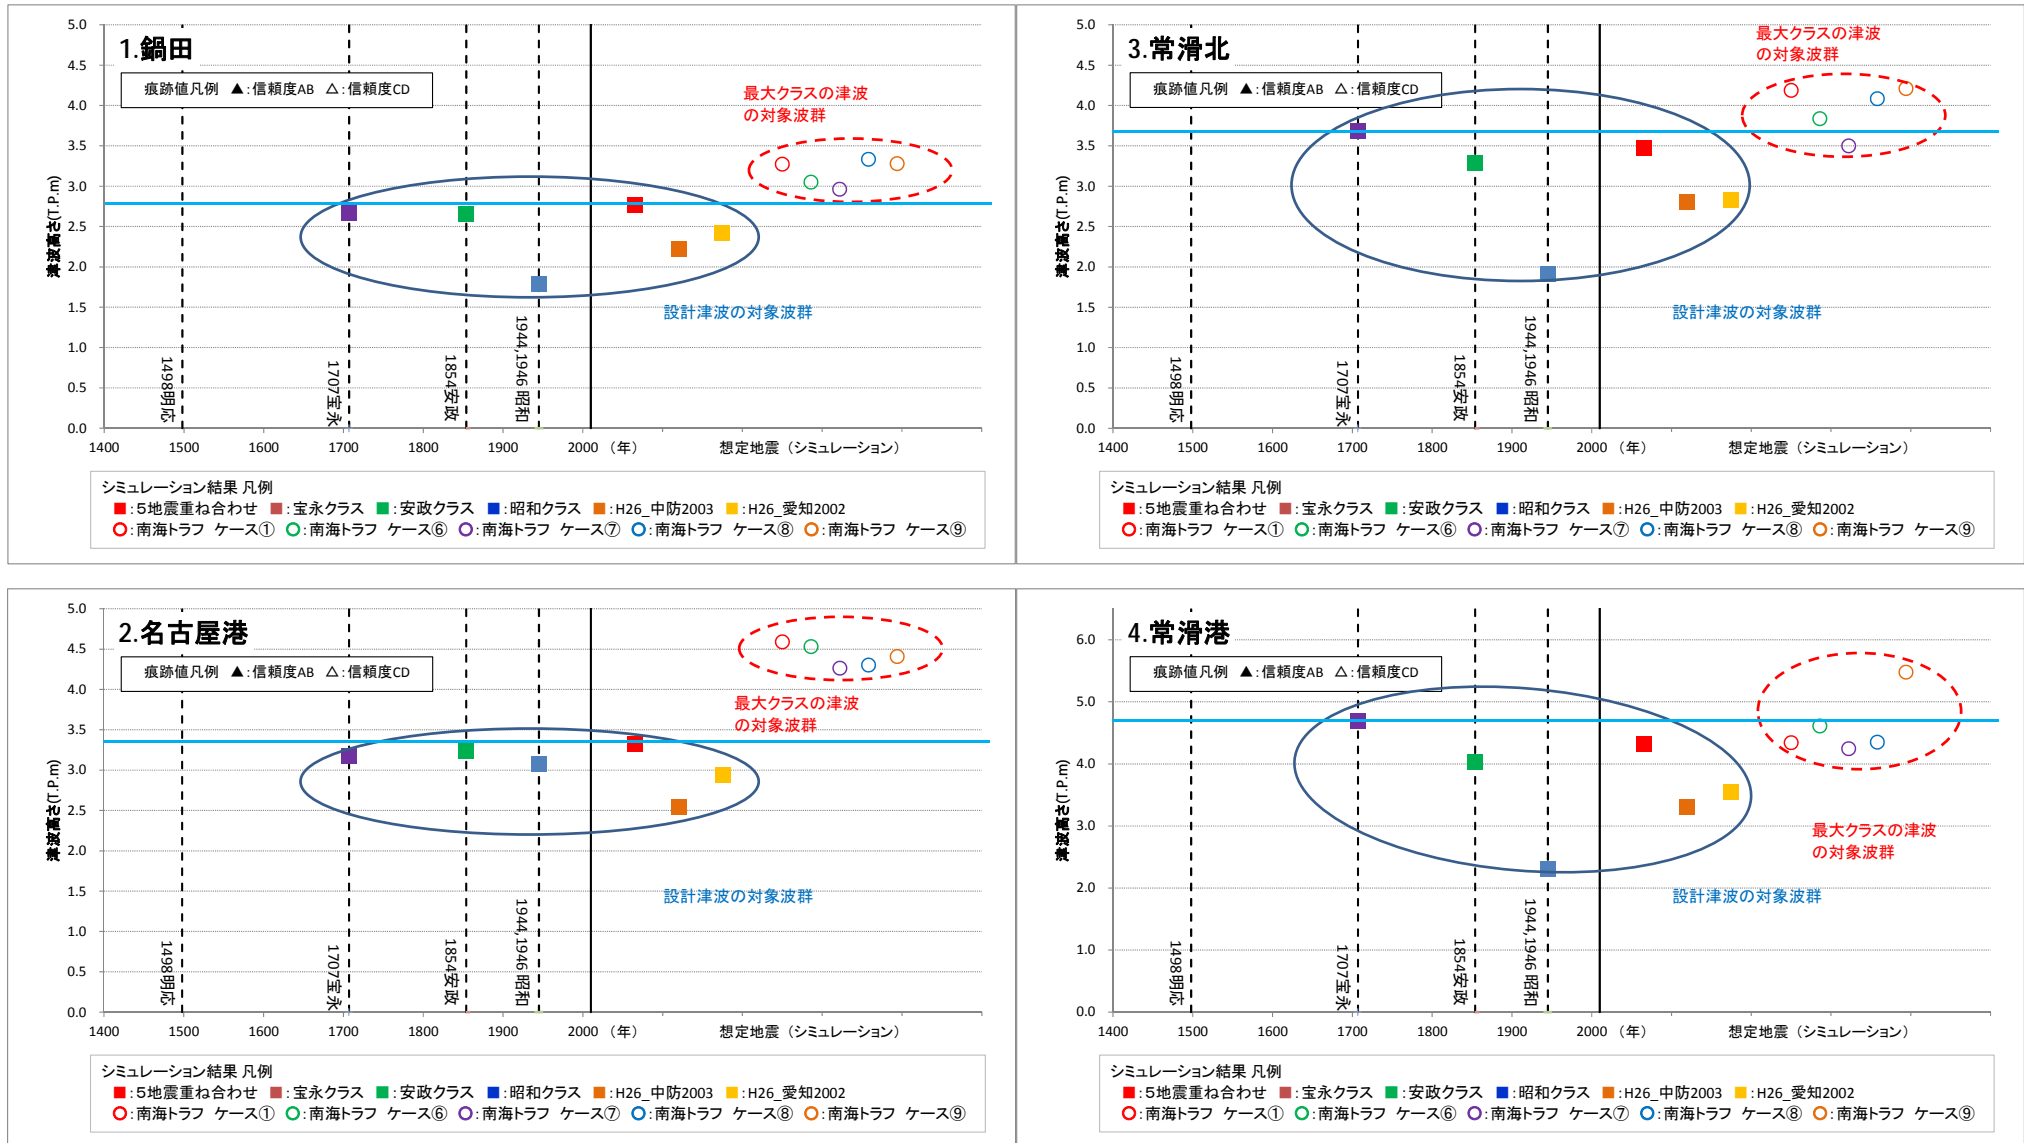 1.鍋田
痕跡値凡例 ▲:信頼度AB △:信頼度CD
最大クラスの津波
の対象波群
設計津波の対象波群
津波高さ(T.P.m)
5.0
4.5
4.0
3.5
3.0
2.5
2.0
1.5
1.0
0.5
0.0
1498明応
1707宝永
1854安政
1944,1946 昭和
1400 1500 1600 1700 1800 1900 2000 (年) 想定地震(シミュレーション)
シミュレーション結果 凡例
■:5地震重ね合わせ ■:宝永クラス ■:安政クラス ■:昭和クラス ■:H26_中防2003 ■:H26_愛知2002
○:南海トラフ ケース① ○:南海トラフ ケース⑥ ○:南海トラフ ケース⑦ ○:南海トラフ ケース⑧ ○:南海トラフ ケース⑨
3.常滑北
痕跡値凡例 ▲:信頼度AB △:信頼度CD
最大クラスの津波
の対象波群
設計津波の対象波群
津波高さ(T.P.m)
5.0
4.5
4.0
3.5
3.0
2.5
2.0
1.5
1.0
0.5
0.0
1498明応
1707宝永
1854安政
1944,1946 昭和
1400 1500 1600 1700 1800 1900 2000 (年) 想定地震(シミュレーション)
シミュレーション結果 凡例
■:5地震重ね合わせ ■:宝永クラス ■:安政クラス ■:昭和クラス ■:H26_中防2003 ■:H26_愛知2002
○:南海トラフ ケース① ○:南海トラフ ケース⑥ ○:南海トラフ ケース⑦ ○:南海トラフ ケース⑧ ○:南海トラフ ケース⑨
2.名古屋港
痕跡値凡例 ▲:信頼度AB △:信頼度CD
最大クラスの津波
の対象波群
設計津波の対象波群
津波高さ(T.P.m)
5.0
4.5
4.0
3.5
3.0
2.5
2.0
1.5
1.0
0.5
0.0
1498明応
1707宝永
1854安政
1944,1946 昭和
1400 1500 1600 1700 1800 1900 2000 (年) 想定地震(シミュレーション)
シミュレーション結果 凡例
■:5地震重ね合わせ ■:宝永クラス ■:安政クラス ■:昭和クラス ■:H26_中防2003 ■:H26_愛知2002
○:南海トラフ ケース① ○:南海トラフ ケース⑥ ○:南海トラフ ケース⑦ ○:南海トラフ ケース⑧ ○:南海トラフ ケース⑨
4.常滑港
痕跡値凡例 ▲:信頼度AB △:信頼度CD
最大クラスの津波
の対象波群
設計津波の対象波群
津波高さ(T.P.m)
6.0
5.0
4.0
3.0
2.0
1.0
0.0
1498明応
1707宝永
1854安政
1944,1946 昭和
1400 1500 1600 1700 1800 1900 2000 (年) 想定地震(シミュレーション)
シミュレーション結果 凡例
■:5地震重ね合わせ ■:宝永クラス ■:安政クラス ■:昭和クラス ■:H26_中防2003 ■:H26_愛知2002
○:南海トラフ ケース① ○:南海トラフ ケース⑥ ○:南海トラフ ケース⑦ ○:南海トラフ ケース⑧ ○:南海トラフ ケース⑨